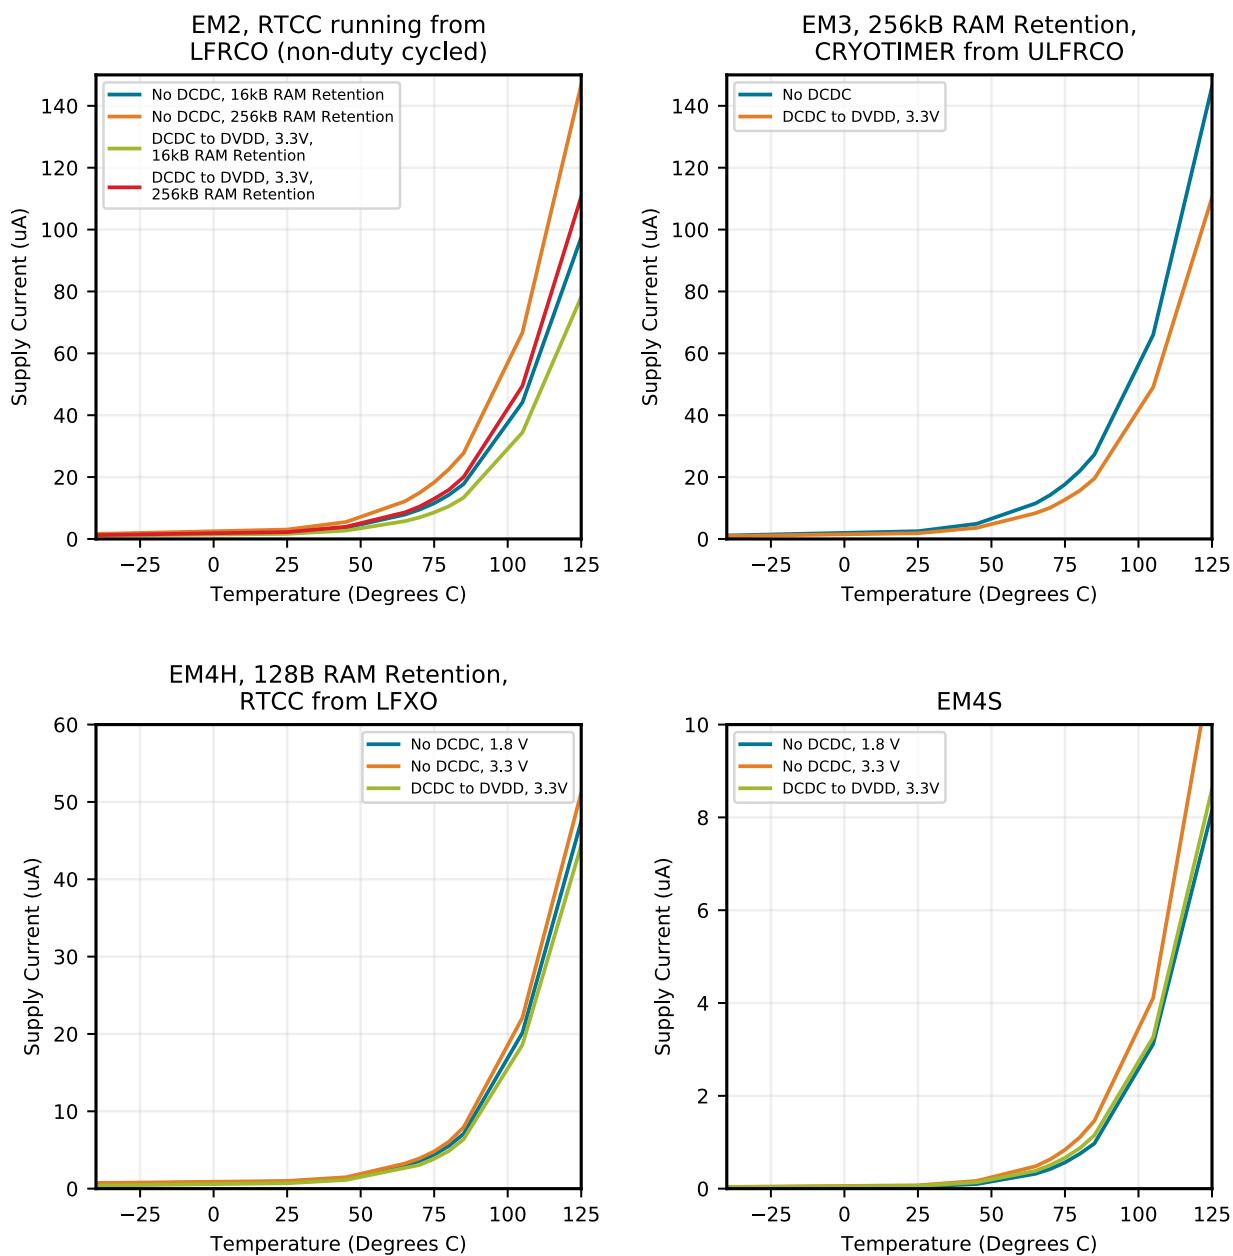 EM2, RTCC running from
LFRCO (non-duty cycled)
No DCDC, 16kB RAM Retention
No DCDC, 256kB RAM Retention
DCDC to DVDD, 3.3V,
16kB RAM Retention
DCDC to DVDD, 3.3V,
256kB RAM Retention
Supply Current (uA)
140
120
100
80
60
40
20
0
−25 0 25 50 75 100 125
Temperature (Degrees C)
EM3, 256kB RAM Retention,
CRYOTIMER from ULFRCO
No DCDC
DCDC to DVDD, 3.3V
Supply Current (uA)
140
120
100
80
60
40
20
0
−25 0 25 50 75 100 125
Temperature (Degrees C)
EM4H, 128B RAM Retention,
RTCC from LFXO
No DCDC, 1.8 V
No DCDC, 3.3 V
DCDC to DVDD, 3.3V
Supply Current (uA)
60
50
40
30
20
10
0
−25 0 25 50 75 100 125
Temperature (Degrees C)
EM4S
No DCDC, 1.8 V
No DCDC, 3.3 V
DCDC to DVDD, 3.3V
Supply Current (uA)
10
8
6
4
2
0
−25 0 25 50 75 100 125
Temperature (Degrees C)